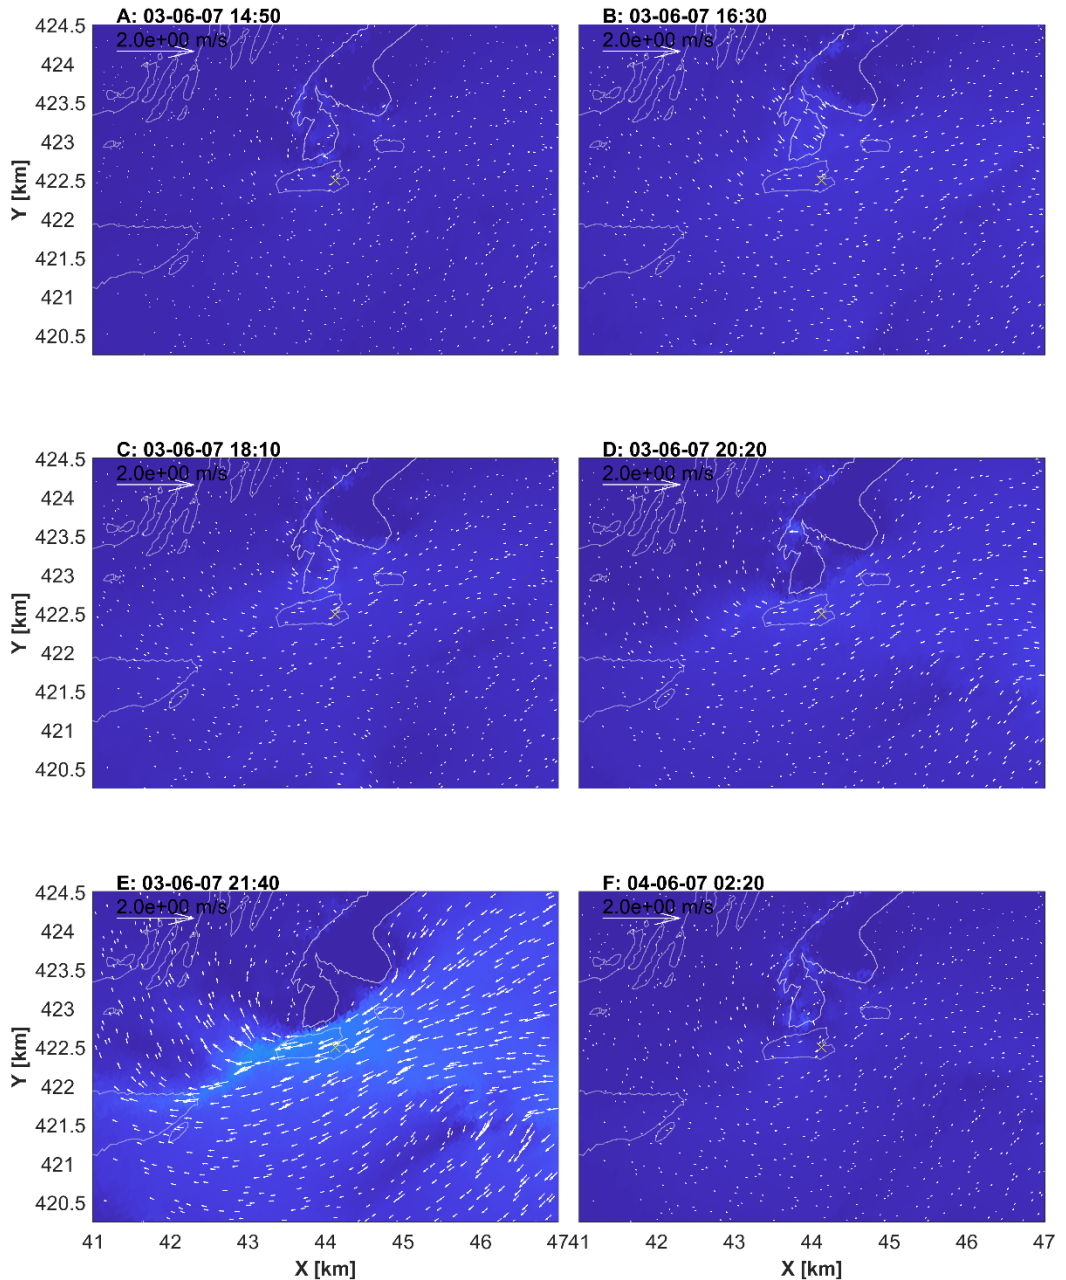 A: 03-06-07 14:50
B: 03-06-07 16:30
2.0e+00 m/s
2.0e+00 m/s
424.5
424
423.5
423
422.5
422
421.5
421
420.5
Y [km]
C: 03-06-07 18:10
D: 03-06-07 20:20
2.0e+00 m/s
2.0e+00 m/s
424.5
424
423.5
423
422.5
422
421.5
421
420.5
Y [km]
E: 03-06-07 21:40
F: 04-06-07 02:20
2.0e+00 m/s
2.0e+00 m/s
424.5
424
423.5
423
422.5
422
421.5
421
420.5
Y [km]
41 42 43 44 45 46 47
41 42 43 44 45 46 47
X [km]
X [km]